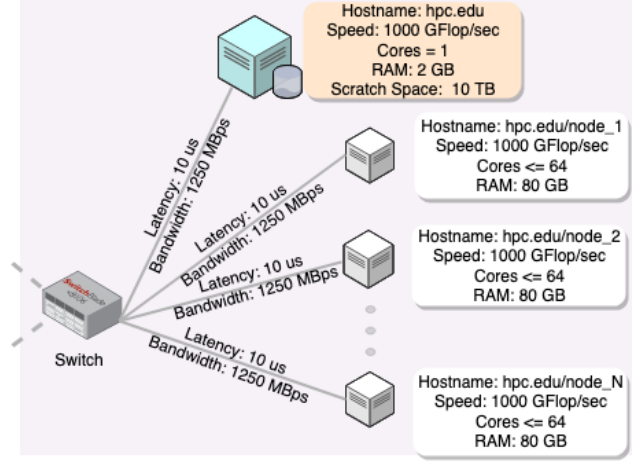 Hostname: hpc.edu
Speed: 1000 GFlop/sec
Cores = 1
RAM: 2 GB
Scratch Space: 10 TB
Latency: 10 us
Bandwidth: 1250 MBps
Hostname: hpc.edu/node_1
Speed: 1000 GFlop/sec
Cores <= 64
RAM: 80 GB
Latency: 10 us
Bandwidth: 1250 MBps
Hostname: hpc.edu/node_2
Speed: 1000 GFlop/sec
Cores <= 64
RAM: 80 GB
Latency: 10 us
Bandwidth: 1250 MBps
Switch
Latency: 10 us
Bandwidth: 1250 MBps
Hostname: hpc.edu/node_N
Speed: 1000 GFlop/sec
Cores <= 64
RAM: 80 GB